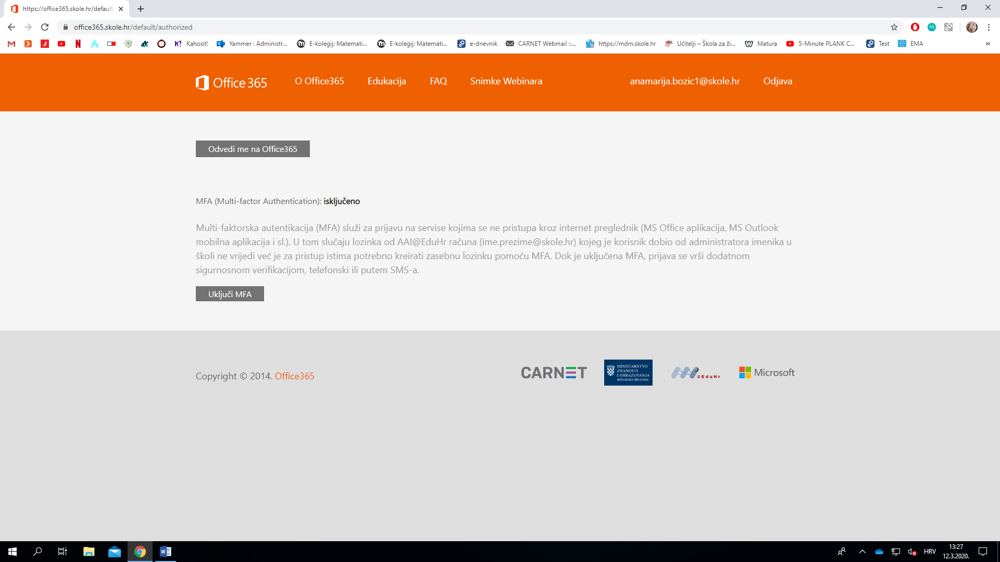 https://office365.skole.hr/default
office365.skole.hr/default/authorized
Kahoot!
Yammer : Administr...
E-kolegij: Matemati...
E-kolegij: Matemati...
e-dnevnik
CARNET Webmail ::...
https://mdm.skole.hr
Učitelji – Škola za ži...
Matura
5-Minute PLANK C...
Test
EMA
Office 365
O Office365
Edukacija
FAQ
Snimke Webinara
anamarija.bozic1@skole.hr
Odjava
Odvedi me na Office365
MFA (Multi-factor Authentication): isključeno
Multi-faktorska autentikacija (MFA) služi za prijavu na servise kojima se ne pristupa kroz internet preglednik (MS Office aplikacija, MS Outlook
mobilna aplikacija i sl.). U tom slučaju lozinka od AAI@EduHr računa (ime.prezime@skole.hr) kojeg je korisnik dobio od administratora imenika u
školi ne vrijedi već je za pristup istima potrebno kreirati zasebnu lozinku pomoću MFA. Dok je uključena MFA, prijava se vrši dodatnom
sigurnosnom verifikacijom, telefonski ili putem SMS-a.
Uključi MFA
Copyright © 2014. Office365
CARNET
MINISTARSTVO
ZNANOSTI
I OBRAZOVANJA
REPUBLIKE HRVATSKE
AAI@EduHr
Microsoft
HRV
13:27
12.3.2020.